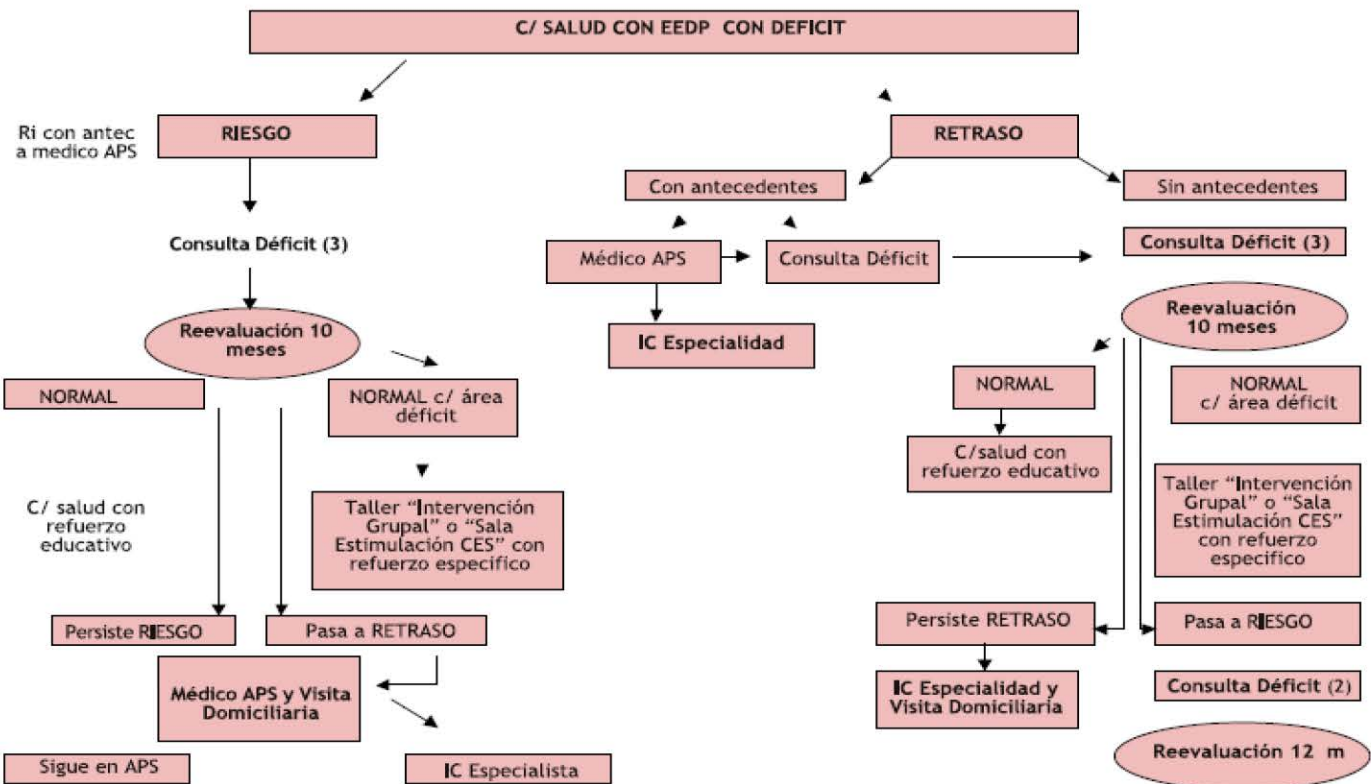 C/ SALUD CON EEDP CON DEFICIT
Ri con antec
a medico APS
RIESGO
RETRASO
Con antecedentes
Sin antecedentes
Consulta Déficit (3)
Médico APS
Consulta Déficit
Consulta Déficit (3)
Reevaluación 10
meses
IC Especialidad
Reevaluación
10 meses
NORMAL
NORMAL c/ área
déficit
NORMAL
NORMAL
c/ área déficit
C/salud con
refuerzo educativo
C/ salud con
refuerzo
educativo
Taller “Intervención
Grupal” o “Sala
Estimulación CES” con
refuerzo específico
Taller “Intervención
Grupal” o “Sala
Estimulación CES”
con refuerzo
específico
Persiste RIESGO
Pasa a RETRASO
Persiste RETRASO
Pasa a RIESGO
Médico APS y Visita
Domiciliaria
IC Especialidad y
Visita Domiciliaria
Consulta Déficit (2)
Sigue en APS
IC Especialista
Reevaluación 12 m